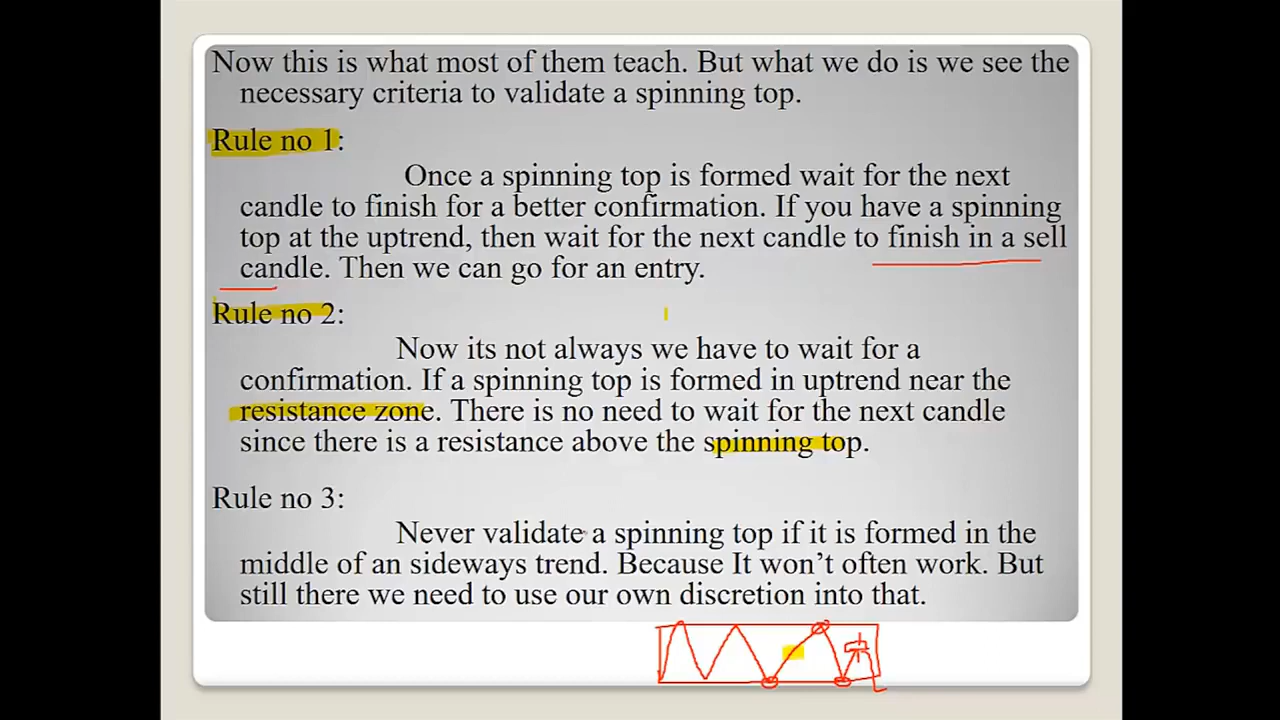 Now this is what most of them teach. But what we do is we see the
necessary criteria to validate a spinning top.
Rule no 1:
Once a spinning top is formed wait for the next
candle to finish for a better confirmation. If you have a spinning
top at the uptrend, then wait for the next candle to finish in a sell
candle. Then we can go for an entry.
Rule no 2:
Now its not always we have to wait for a
confirmation. If a spinning top is formed in uptrend near the
resistance zone. There is no need to wait for the next candle
since there is a resistance above the spinning top.
Rule no 3:
Never validate a spinning top if it is formed in the
middle of an sideways trend. Because It won’t often work. But
still there we need to use our own discretion into that.